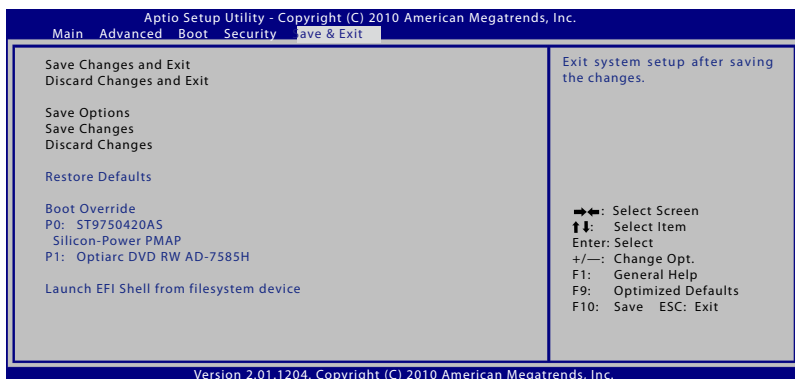 Aptio Setup Utility - Copyright (C) 2010 American Megatrends, Inc.
Main Advanced Boot Security Save & Exit
Save Changes and Exit
Discard Changes and Exit
Save Options
Save Changes
Discard Changes
Restore Defaults
Boot Override
P0: ST9750420AS
Silicon-Power PMAP
P1: Optiarc DVD RW AD-7585H
Launch EFI Shell from filesystem device
Exit system setup after saving
the changes.
→←: Select Screen
↑↓: Select Item
Enter: Select
+/—: Change Opt.
F1: General Help
F9: Optimized Defaults
F10: Save ESC: Exit
Version 2.01.1204. Copyright (C) 2010 American Megatrends, Inc.